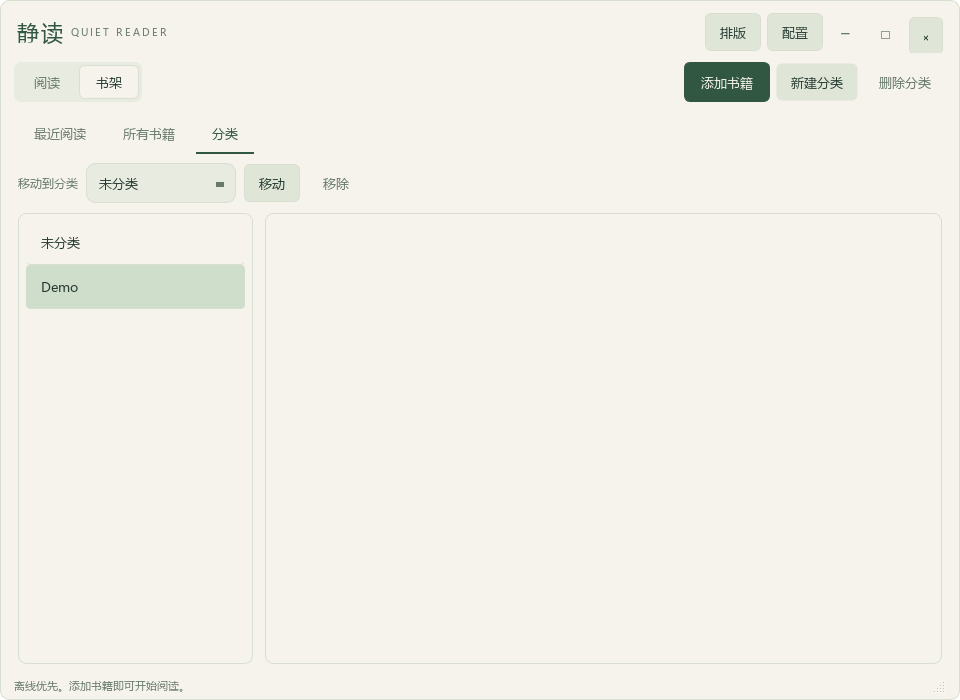 静读 QUIET READER 排版 配置
阅读 书架 添加书籍 新建分类 删除分类
最近阅读 所有书籍 分类
移动到分类 未分类 移动 移除
未分类
Demo
离线优先。添加书籍即可开始阅读。